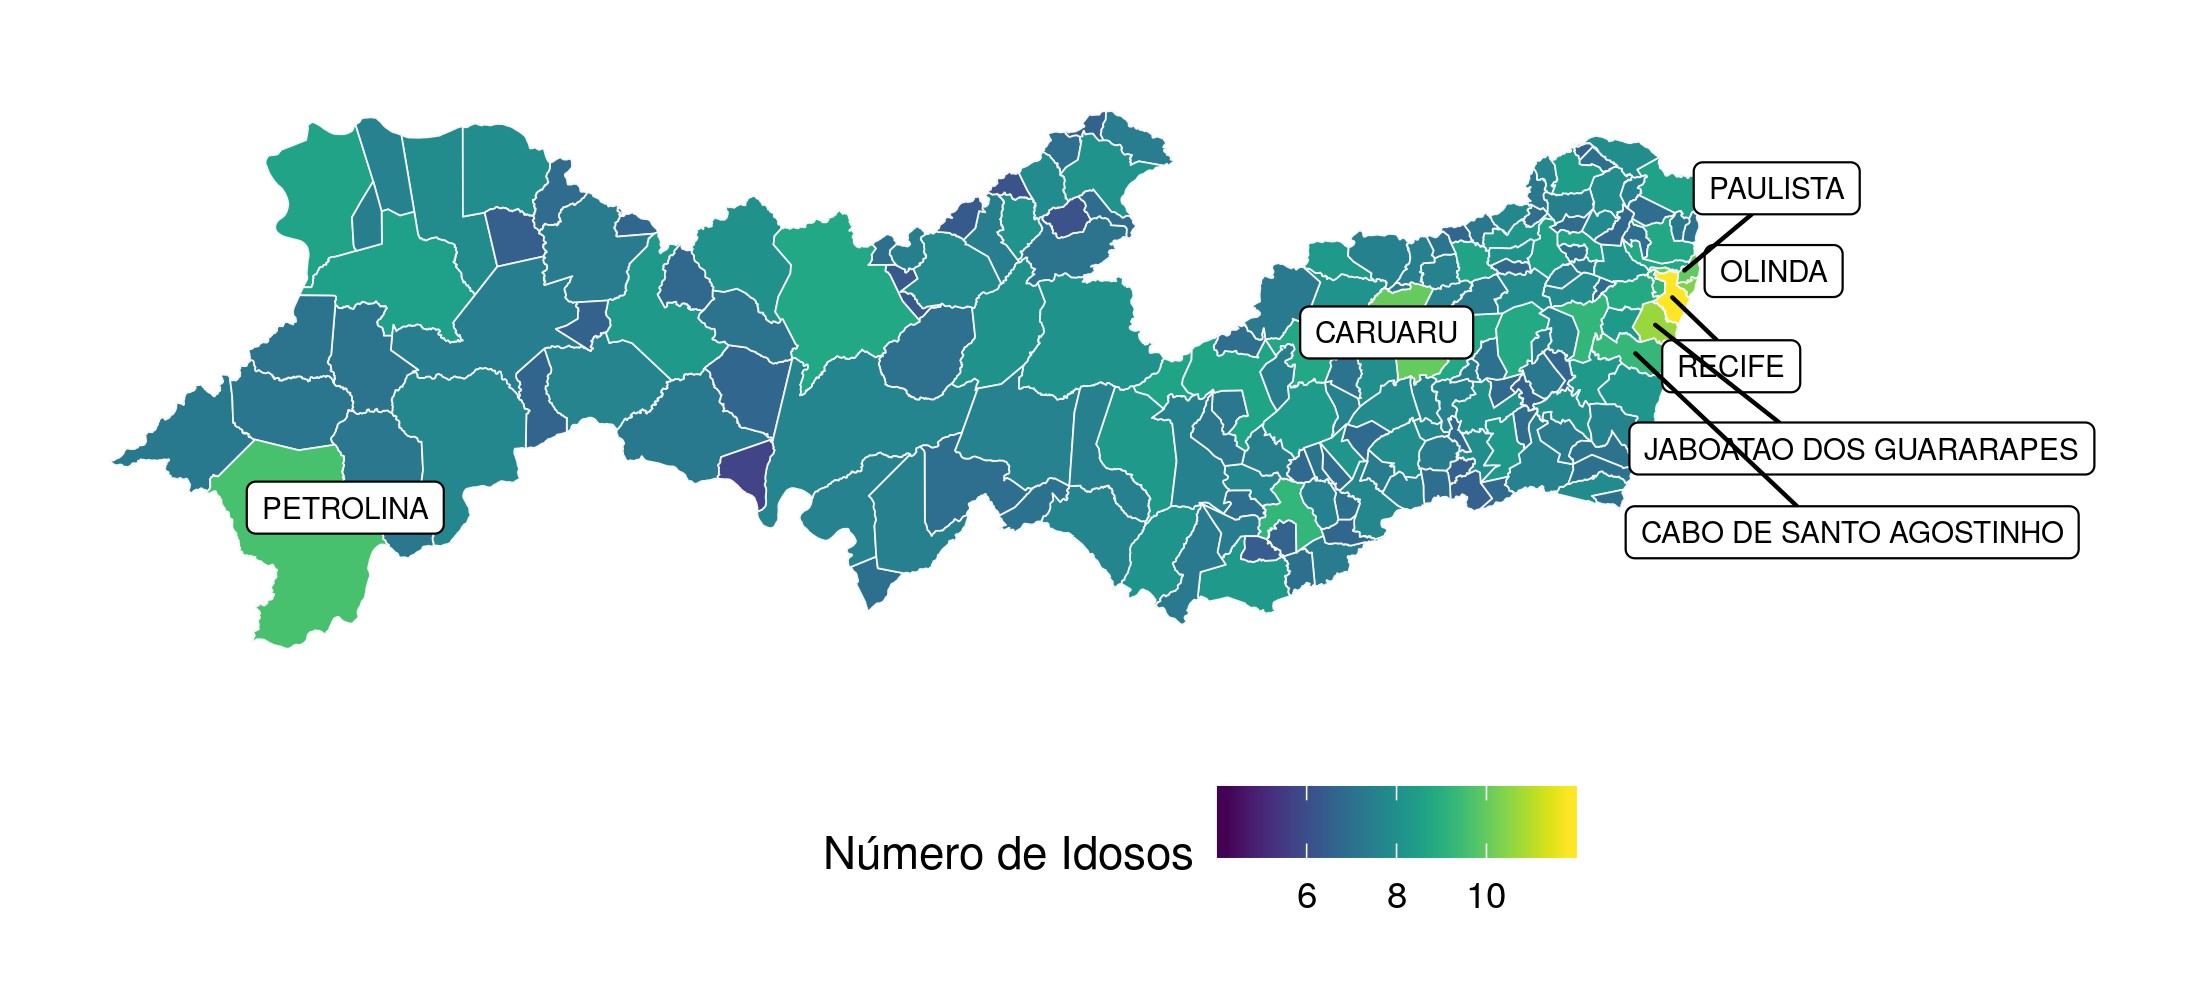 PAULISTA
OLINDA
CARUARU
RECIFE
JABOATAO DOS GUARARAPES
PETROLINA
CABO DE SANTO AGOSTINHO
Número de Idosos
6 8 10